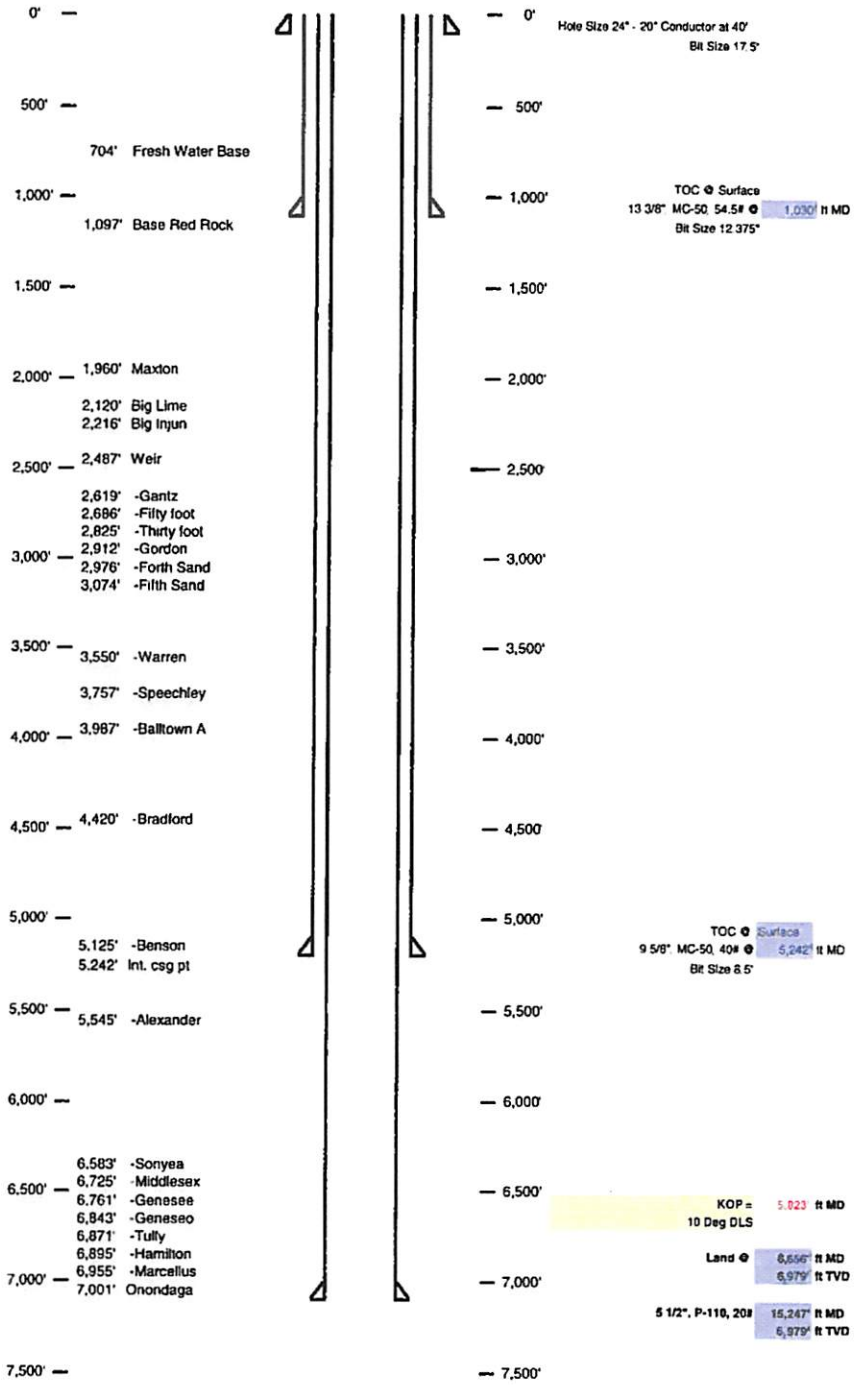 0'
500'
704' Fresh Water Base
1,000'
1,097' Base Red Rock
1,500'
1,960' Maxton
2,000'
2,120' Big Lime
2,216' Big Injun
2,487' Weir
2,500'
2,619' -Gantz
2,686' -Fifty foot
2,825' -Thirty foot
2,912' -Gordon
3,000'
2,976' -Forth Sand
3,074' -Fifth Sand
3,500'
3,550' -Warren
3,757' -Speechley
3,987' -Balltown A
4,000'
4,420' -Bradford
4,500'
5,000'
5,125' -Benson
5,242' Int. csg pt
5,500'
5,545' -Alexander
6,000'
6,583' -Sonyea
6,725' -Middlesex
6,500'
6,761' -Genesee
6,843' -Geneseo
6,871' -Tully
6,895' -Hamilton
6,955' -Marcellus
7,000'
7,001' Onondaga
7,500'
0'
500'
1,000'
1,500'
2,000'
2,500'
3,000'
3,500'
4,000'
4,500'
5,000'
5,500'
6,000'
6,500'
7,000'
7,500'
Hole Size 24" - 20" Conductor at 40'
Bit Size 17.5"
TOC @ Surface
13 3/8", MC-50, 54.5# @ ft MD
Bit Size 12.375"
TOC @ Surface
9 5/8", MC-50, 40# @ 5,242' ft MD
Bit Size 8.5"
KOP = ft MD
10 Deg DLS
Land @ ft MD
6,979' ft TVD
5 1/2", P-110, 20# 15,247' ft MD
6,979' ft TVD